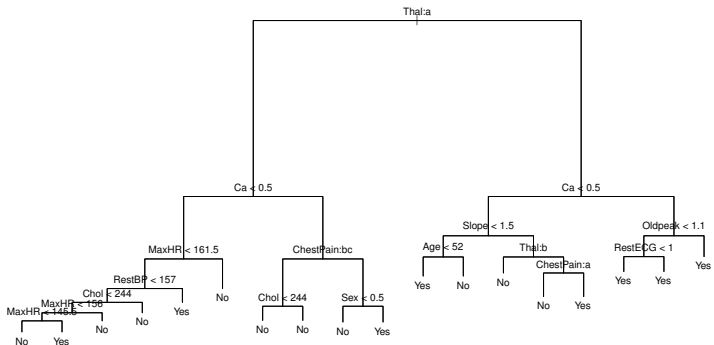 Thal:a
Ca < 0.5
Ca < 0.5
Slope < 1.5
Oldpeak < 1.1
MaxHR < 161.5
ChestPain:bc
Age < 52
Thal:b
RestECG < 1
ChestPain:a
Yes
RestBP < 157
No
Yes
No
No
Yes
Yes
Yes
Chol < 244
Chol < 244
Sex < 0.5
MaxHR < 156
Yes
No
Yes
MaxHR < 145.5
No
No
No
No
No
Yes
No
Yes